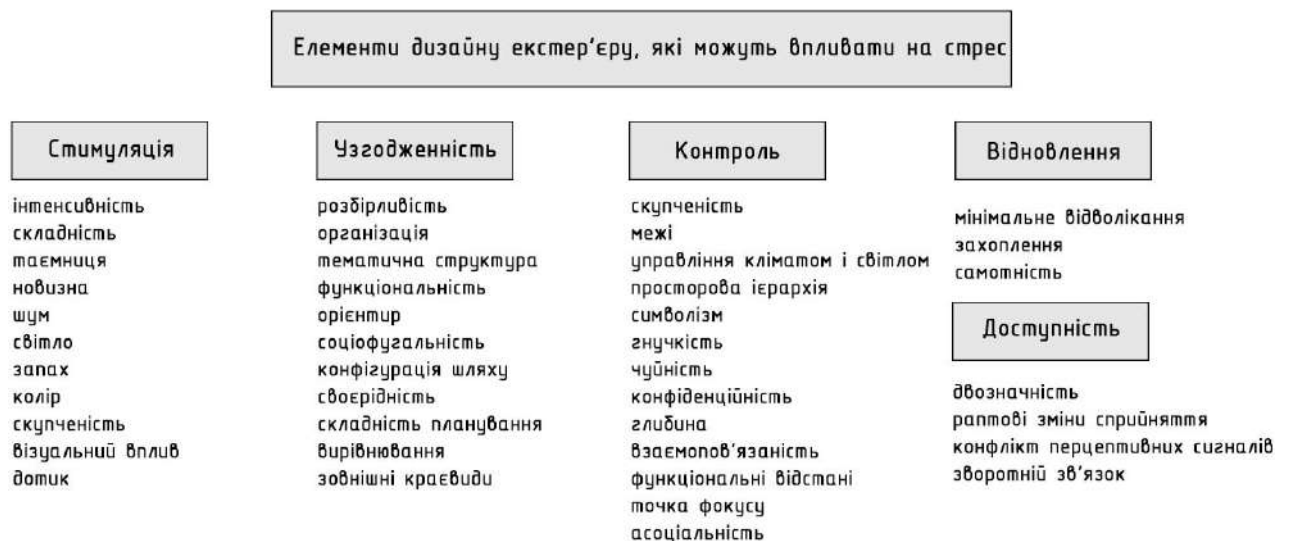 Елементи дизайну екстер'єру, які можуть впливати на стрес
Стимуляція
інтенсивність
складність
таємниця
новизна
шум
світло
запах
колір
скупченість
візуальний вплив
дотик
Узгодженність
розбірливість
організація
тематична структура
функціональність
орієнтир
соціофугальність
конфігурація шляху
своєрідність
складність планування
вирівнювання
зовнішні краєвиди
Контроль
скупченість
межі
управління кліматом і світлом
просторова ієрархія
символізм
гнучкість
чуйність
конфіденційність
глибина
взаємопов'язаність
функціональні відстані
точка фокусу
асоціальність
Відновлення
мінімальне відволікання
захоплення
самотність
Доступність
двозначність
раптові зміни сприйняття
конфлікт перцептивних сигналів
зворотній зв'язок